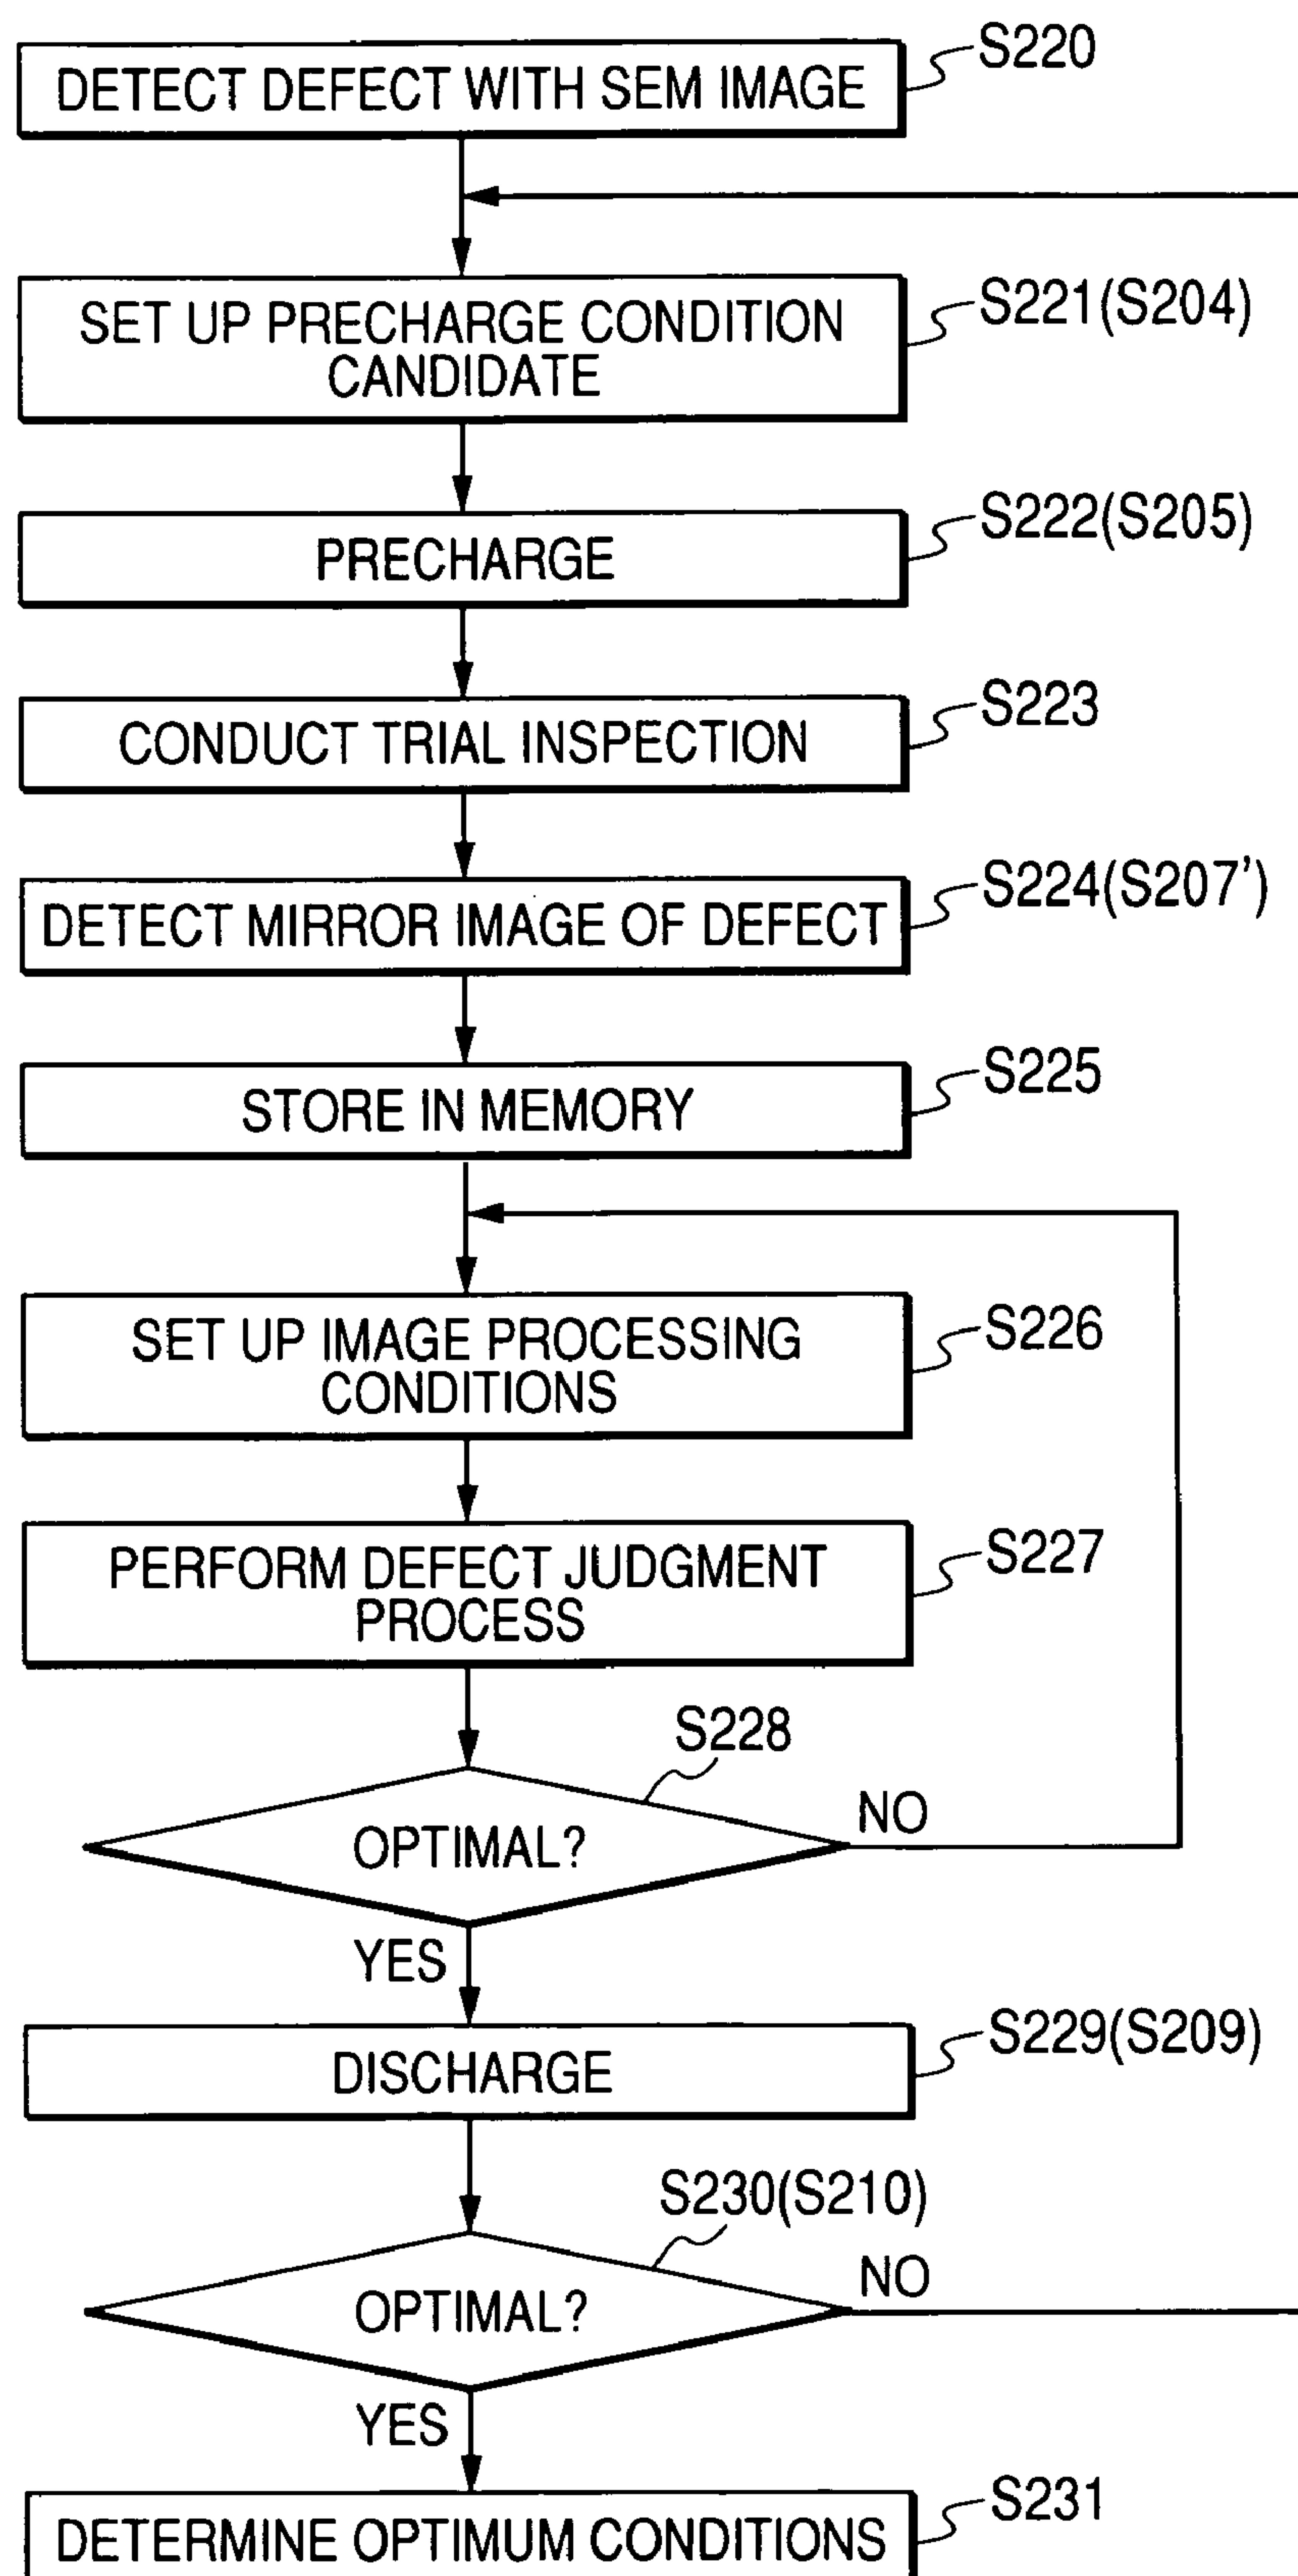 S220
DETECT DEFECT WITH SEM IMAGE
S221(S204)
SET UP PRECHARGE CONDITION
CANDIDATE
S222(S205)
PRECHARGE
S223
CONDUCT TRIAL INSPECTION
S224(S207')
DETECT MIRROR IMAGE OF DEFECT
S225
STORE IN MEMORY
S226
SET UP IMAGE PROCESSING
CONDITIONS
S227
PERFORM DEFECT JUDGMENT
PROCESS
S228
NO
OPTIMAL?
YES
S229(S209)
DISCHARGE
S230(S210)
NO
OPTIMAL?
YES
S231
DETERMINE OPTIMUM CONDITIONS